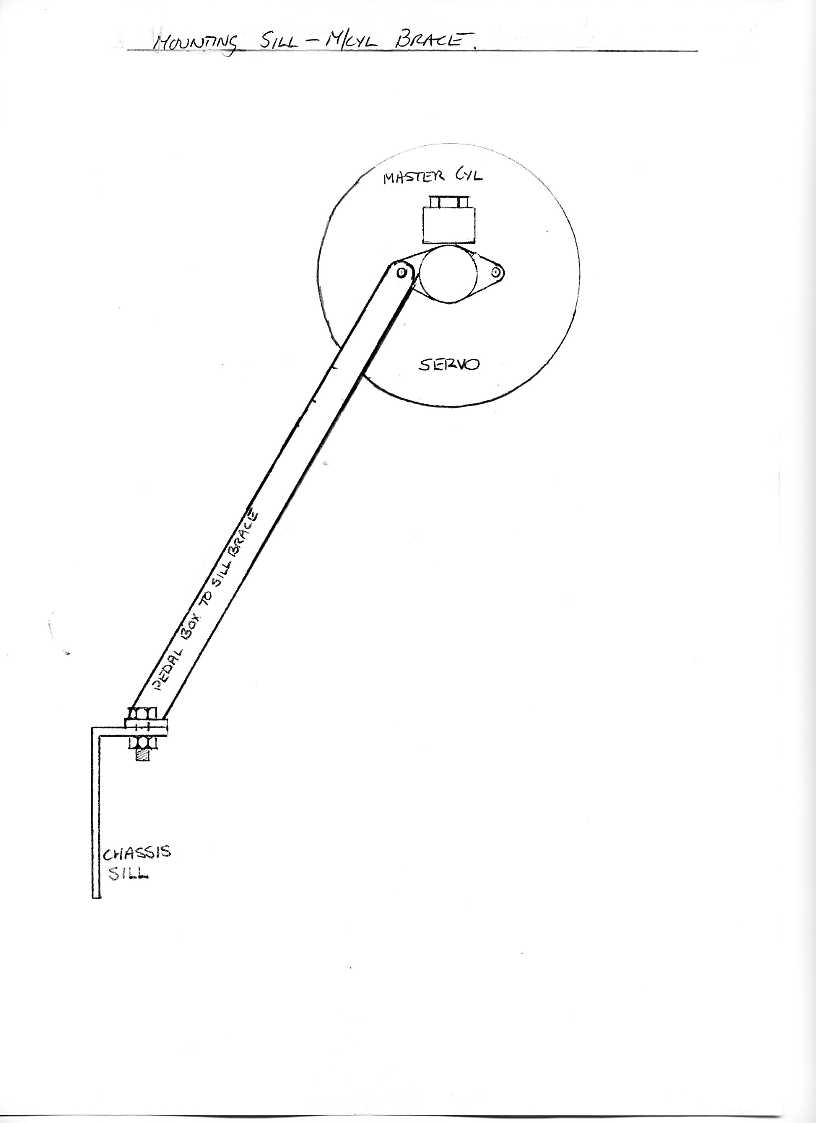 MOUNTING SILL - M/CYL BRACE.
MASTER CYL
SERVO
PEDAL BOX TO SILL BRACE
CHASSIS
SILL